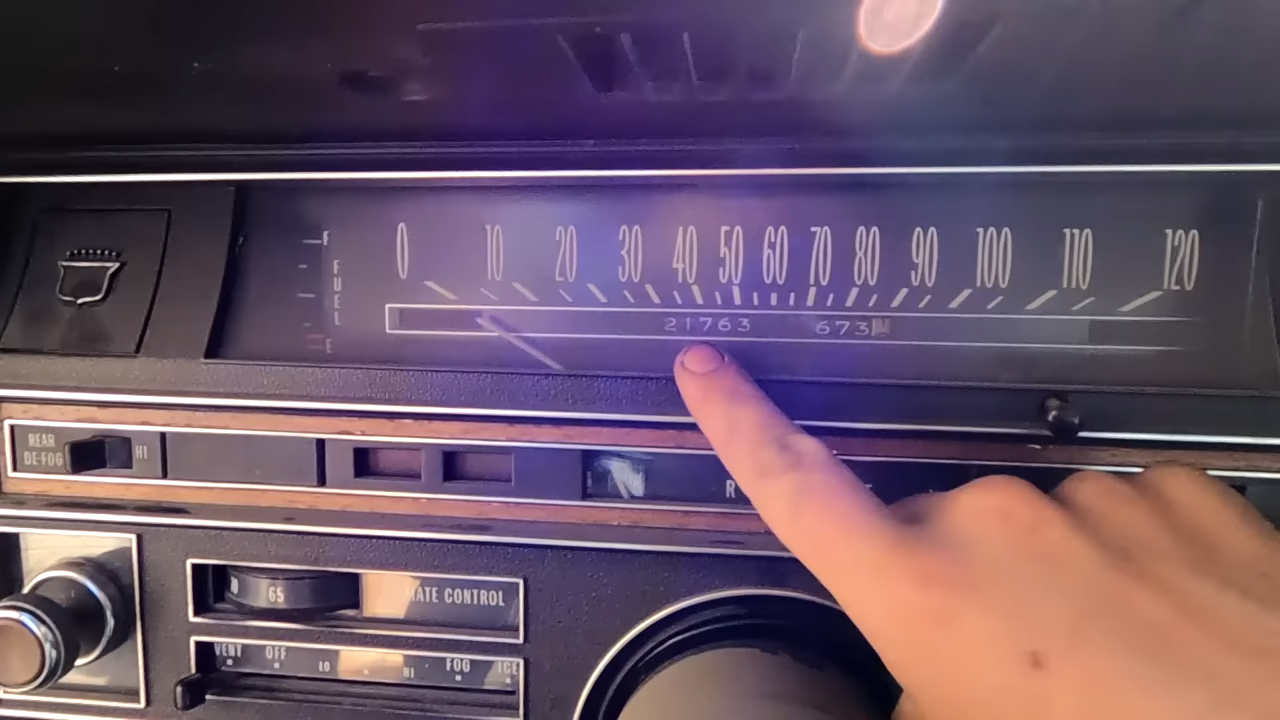 F
FUEL
E
0 10 20 30 40 50 60 70 80 90 100 110 120
21763 673
REAR
DE-FOG
HI
R
65
MATE CONTROL
VENT OFF LO HI FOG ICE